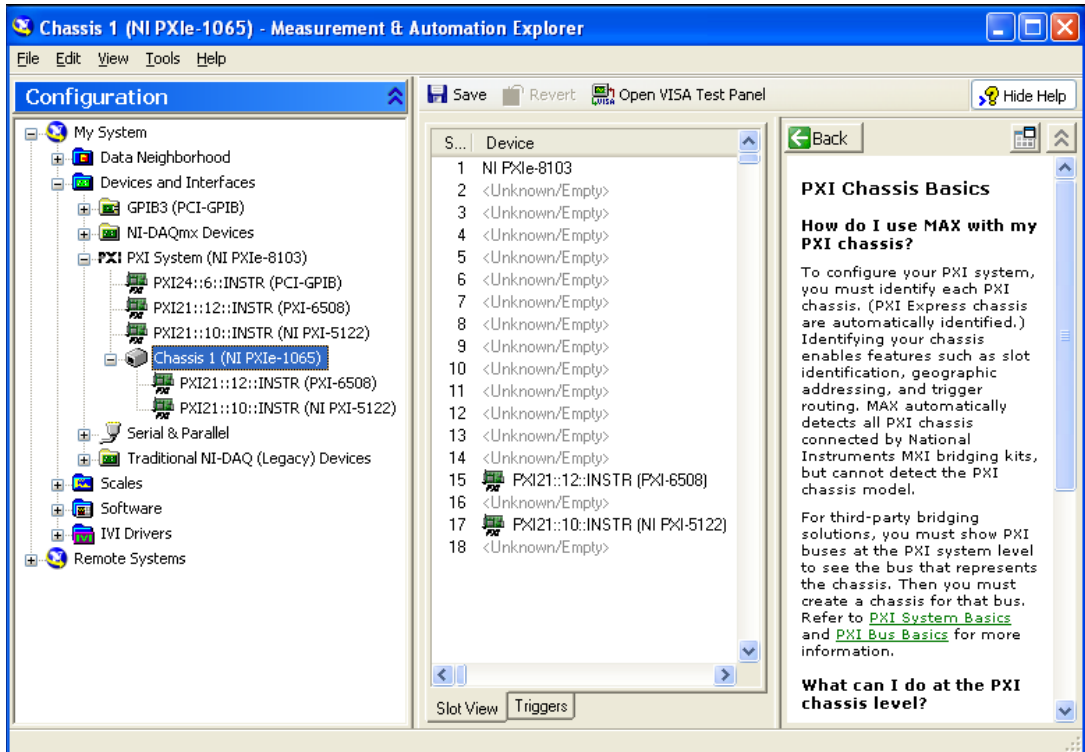 Chassis 1 (NI PXIe-1065) - Measurement & Automation Explorer
File Edit View Tools Help
Configuration
My System
Data Neighborhood
Devices and Interfaces
GPIB3 (PCI-GPIB)
NI-DAQmx Devices
PXI PXI System (NI PXIe-8103)
PXI24::6::INSTR (PCI-GPIB)
PXI21::12::INSTR (PXI-6508)
PXI21::10::INSTR (NI PXI-5122)
Chassis 1 (NI PXIe-1065)
PXI21::12::INSTR (PXI-6508)
PXI21::10::INSTR (NI PXI-5122)
Serial & Parallel
Traditional NI-DAQ (Legacy) Devices
Scales
Software
IVI Drivers
Remote Systems
Save Revert Open VISA Test Panel
Hide Help
S... Device
1 NI PXIe-8103
2 <Unknown/Empty>
3 <Unknown/Empty>
4 <Unknown/Empty>
5 <Unknown/Empty>
6 <Unknown/Empty>
7 <Unknown/Empty>
8 <Unknown/Empty>
9 <Unknown/Empty>
10 <Unknown/Empty>
11 <Unknown/Empty>
12 <Unknown/Empty>
13 <Unknown/Empty>
14 <Unknown/Empty>
15 PXI21::12::INSTR (PXI-6508)
16 <Unknown/Empty>
17 PXI21::10::INSTR (NI PXI-5122)
18 <Unknown/Empty>
Slot View Triggers
Back
PXI Chassis Basics
How do I use MAX with my
PXI chassis?
To configure your PXI system,
you must identify each PXI
chassis. (PXI Express chassis
are automatically identified.)
Identifying your chassis
enables features such as slot
identification, geographic
addressing, and trigger
routing. MAX automatically
detects all PXI chassis
connected by National
Instruments MXI bridging kits,
but cannot detect the PXI
chassis model.
For third-party bridging
solutions, you must show PXI
buses at the PXI system level
to see the bus that represents
the chassis. Then you must
create a chassis for that bus.
Refer to PXI System Basics
and PXI Bus Basics for more
information.
What can I do at the PXI
chassis level?